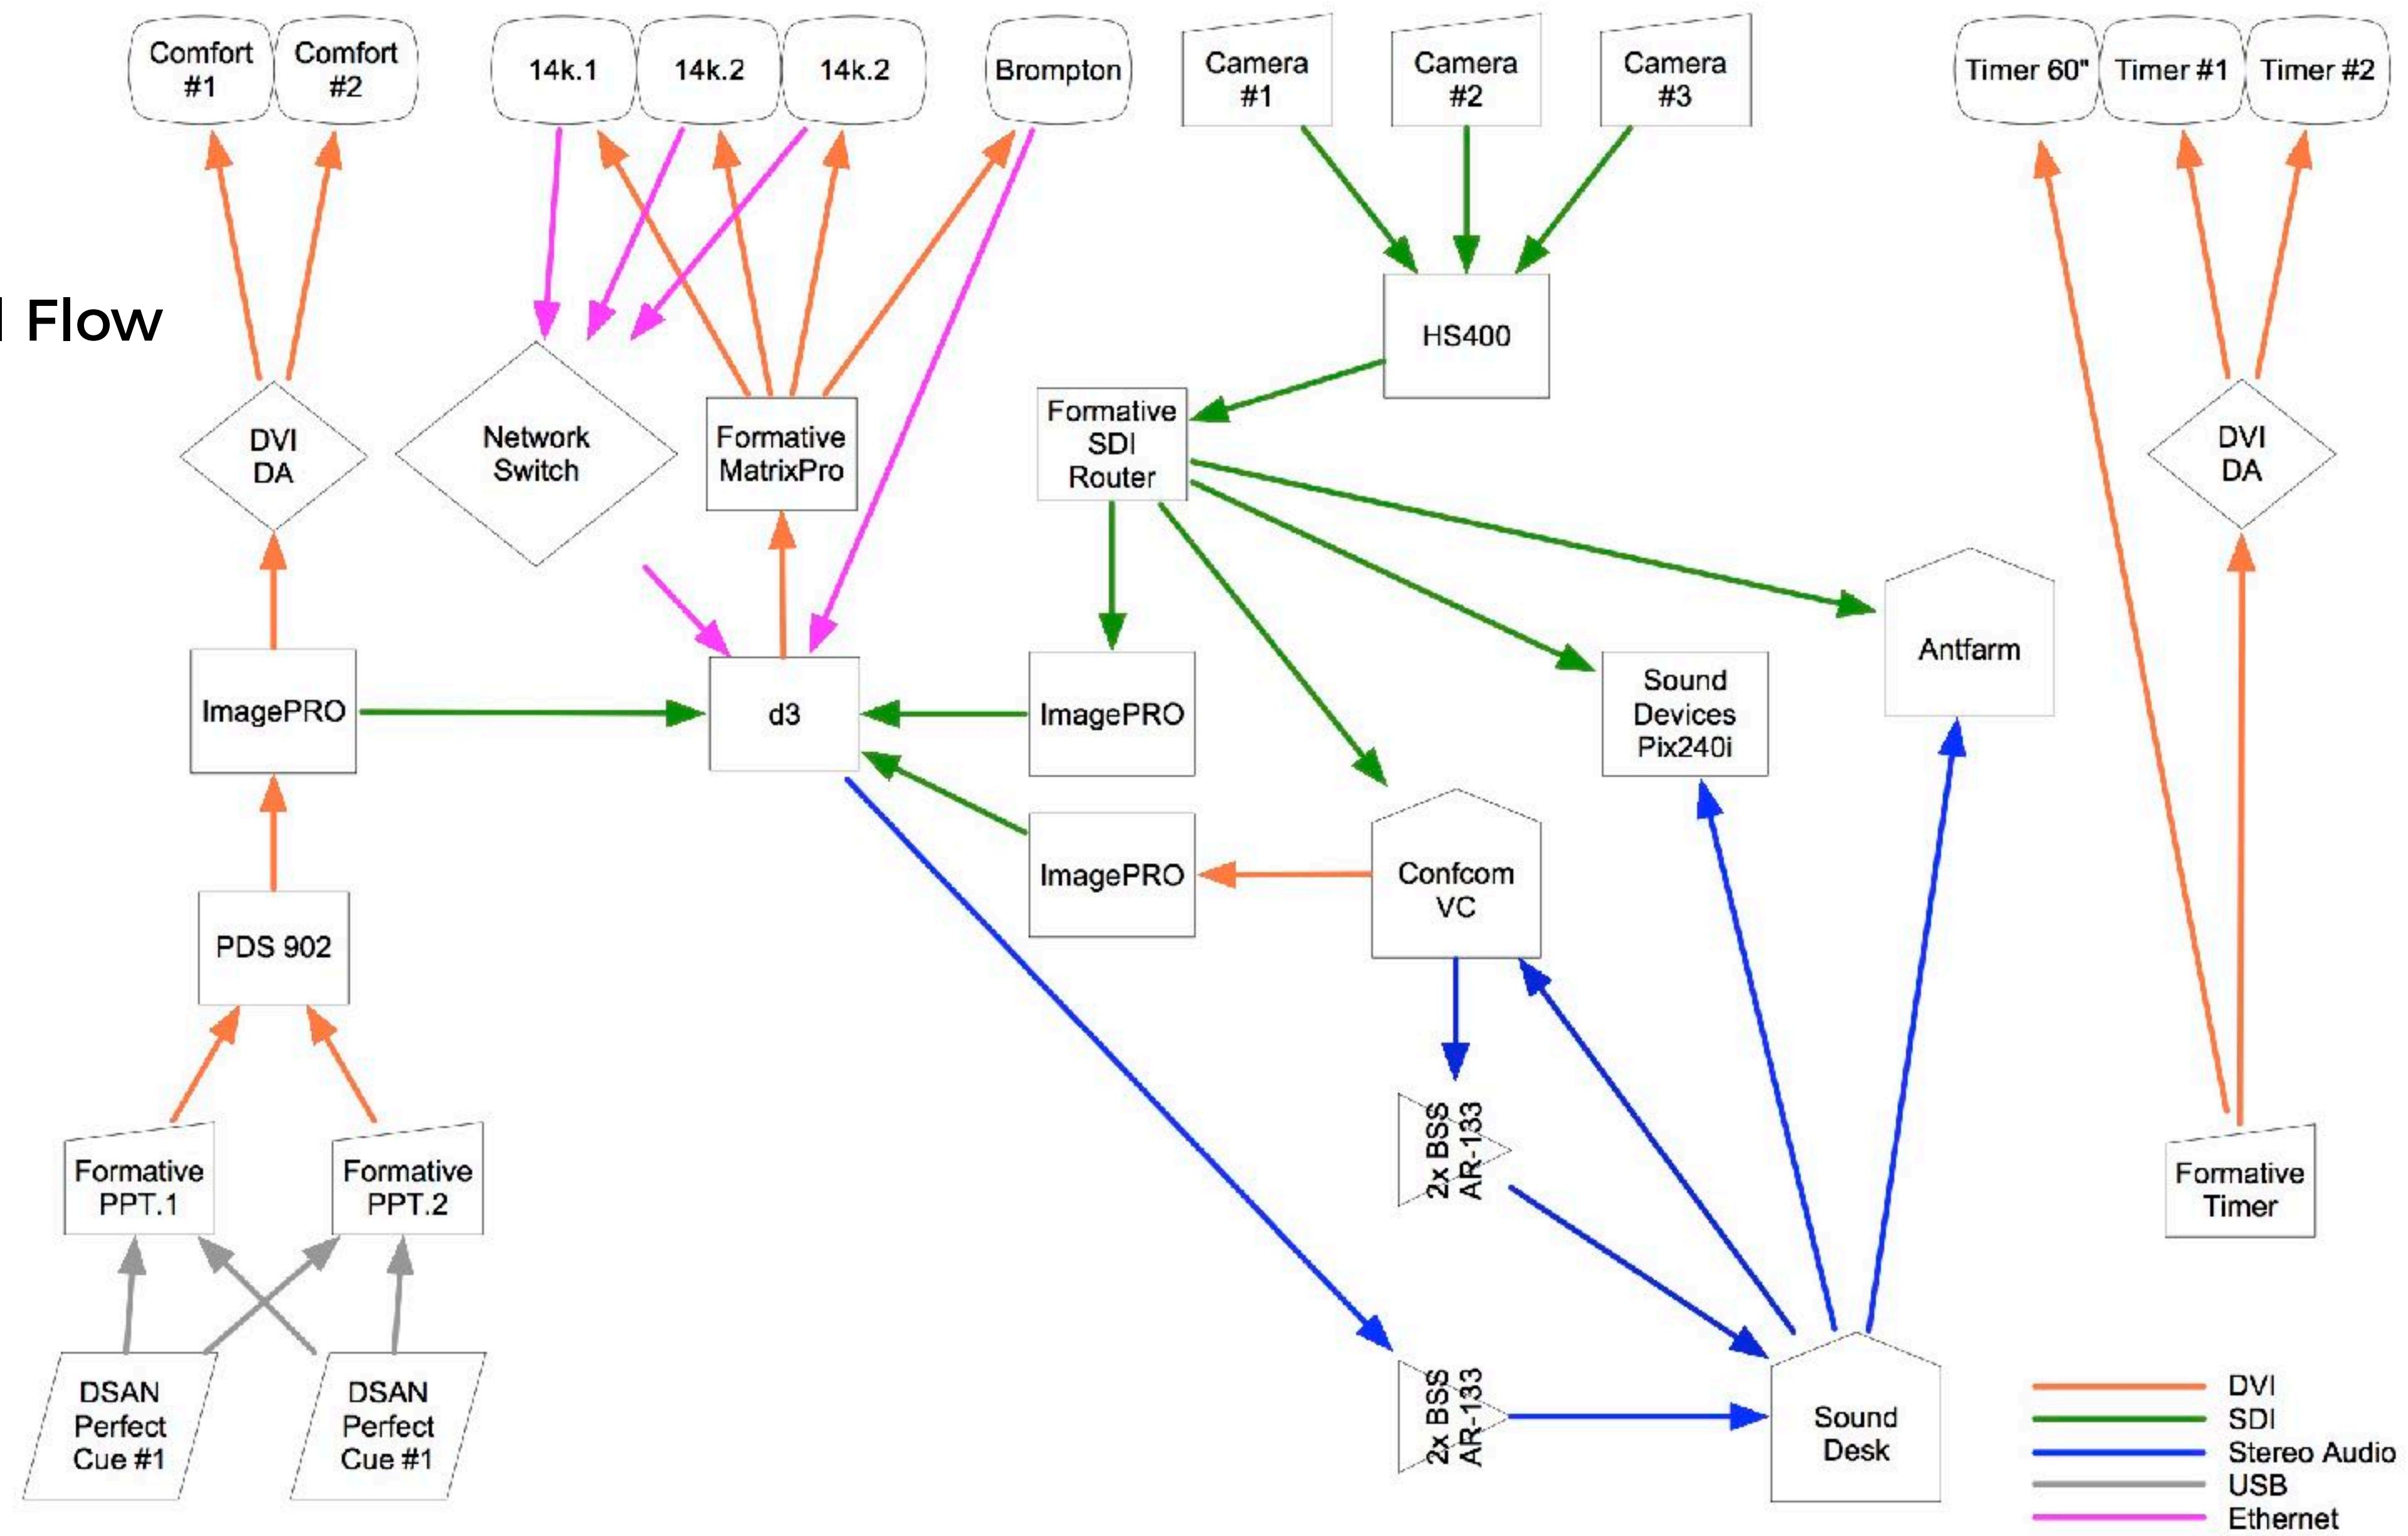 Comfort
#1
Comfort
#2
14k.1
14k.2
14k.2
Brompton
Camera
#1
Camera
#2
Camera
#3
Timer 60"
Timer #1
Timer #2
Flow
HS400
DVI
DA
Network
Switch
Formative
MatrixPro
Formative
SDI
Router
DVI
DA
ImagePRO
d3
ImagePRO
Sound
Devices
Pix240i
Antfarm
ImagePRO
Confcom
VC
PDS 902
2x BSS
AR-133
Formative
PPT.1
Formative
PPT.2
Formative
Timer
DSAN
Perfect
Cue #1
DSAN
Perfect
Cue #1
2x BSS
AR-133
Sound
Desk
DVI
SDI
Stereo Audio
USB
Ethernet